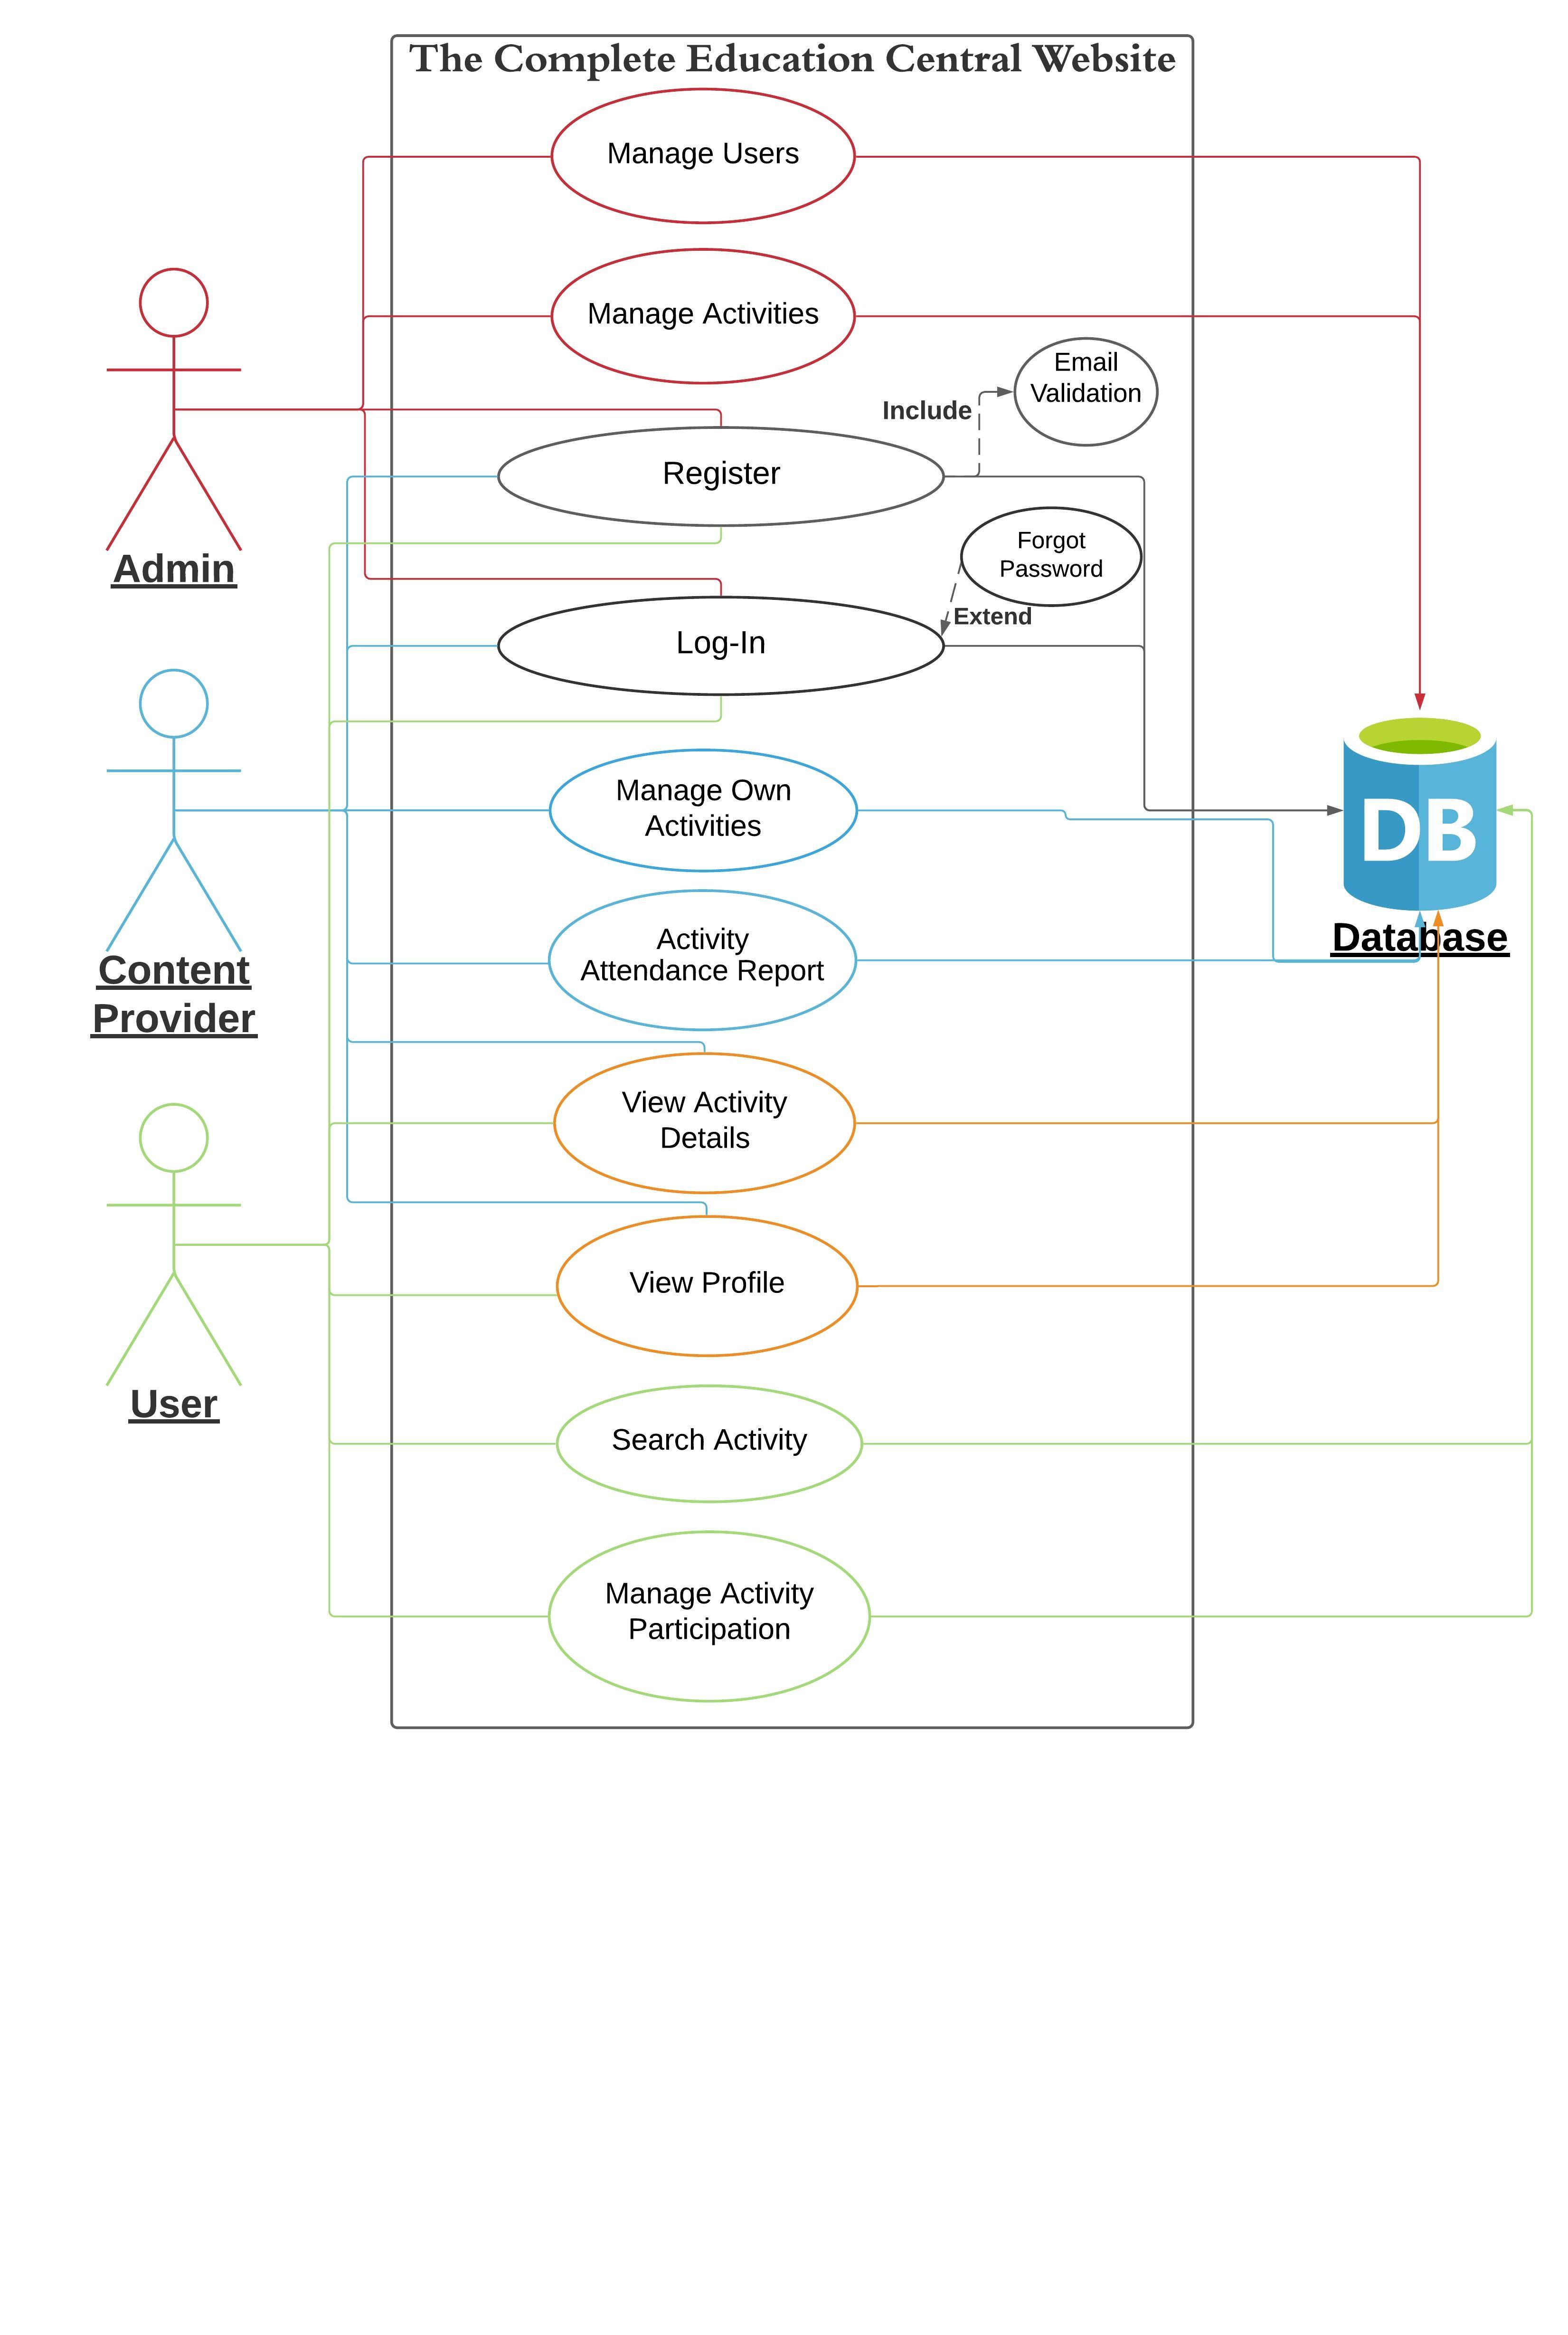 The Complete Education Central Website
Manage Users
Manage Activities
Email
Validation
Include
Register
Forgot
Password
Extend
Admin
Log-In
Manage Own
Activities
DB
Database
Activity
Attendance Report
Content
Provider
View Activity
Details
View Profile
User
Search Activity
Manage Activity
Participation